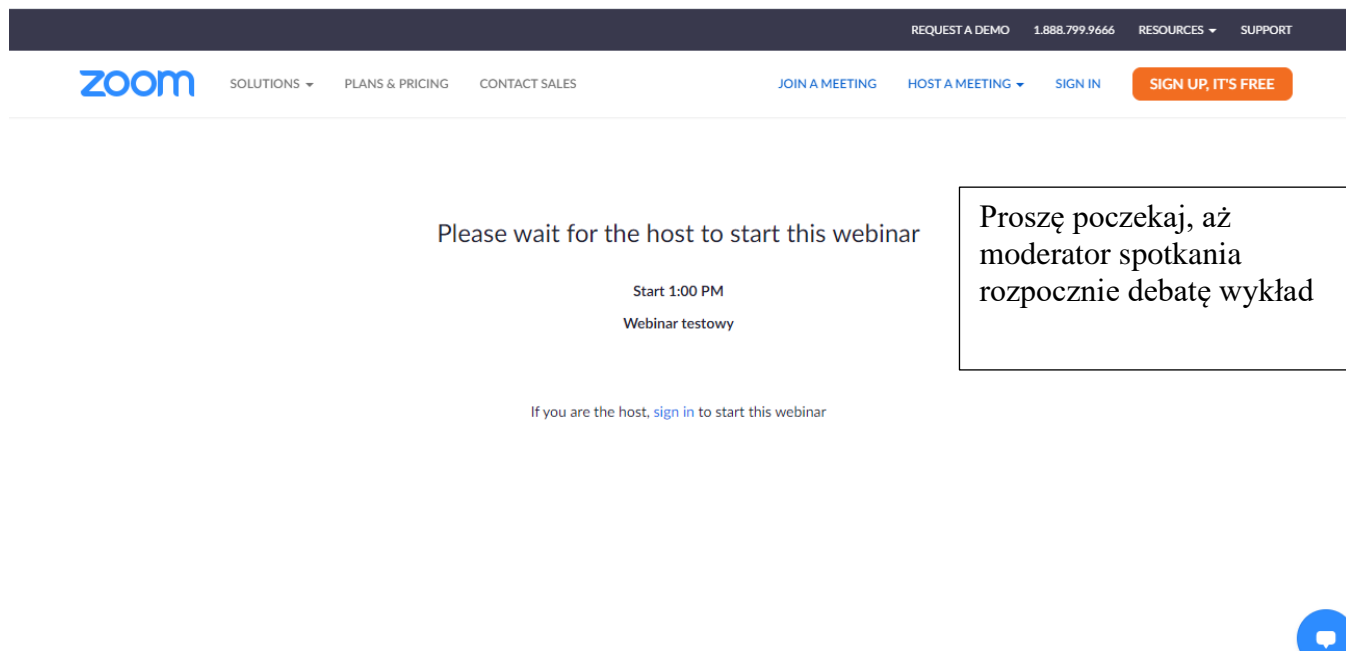 REQUEST A DEMO 1.888.799.9666 RESOURCES SUPPORT
zoom SOLUTIONS PLANS & PRICING CONTACT SALES JOIN A MEETING HOST A MEETING SIGN IN SIGN UP, IT'S FREE
Please wait for the host to start this webinar
Start 1:00 PM
Webinar testowy
If you are the host, sign in to start this webinar
Proszę poczekaj, aż
moderator spotkania
rozpocznie debatę wykład